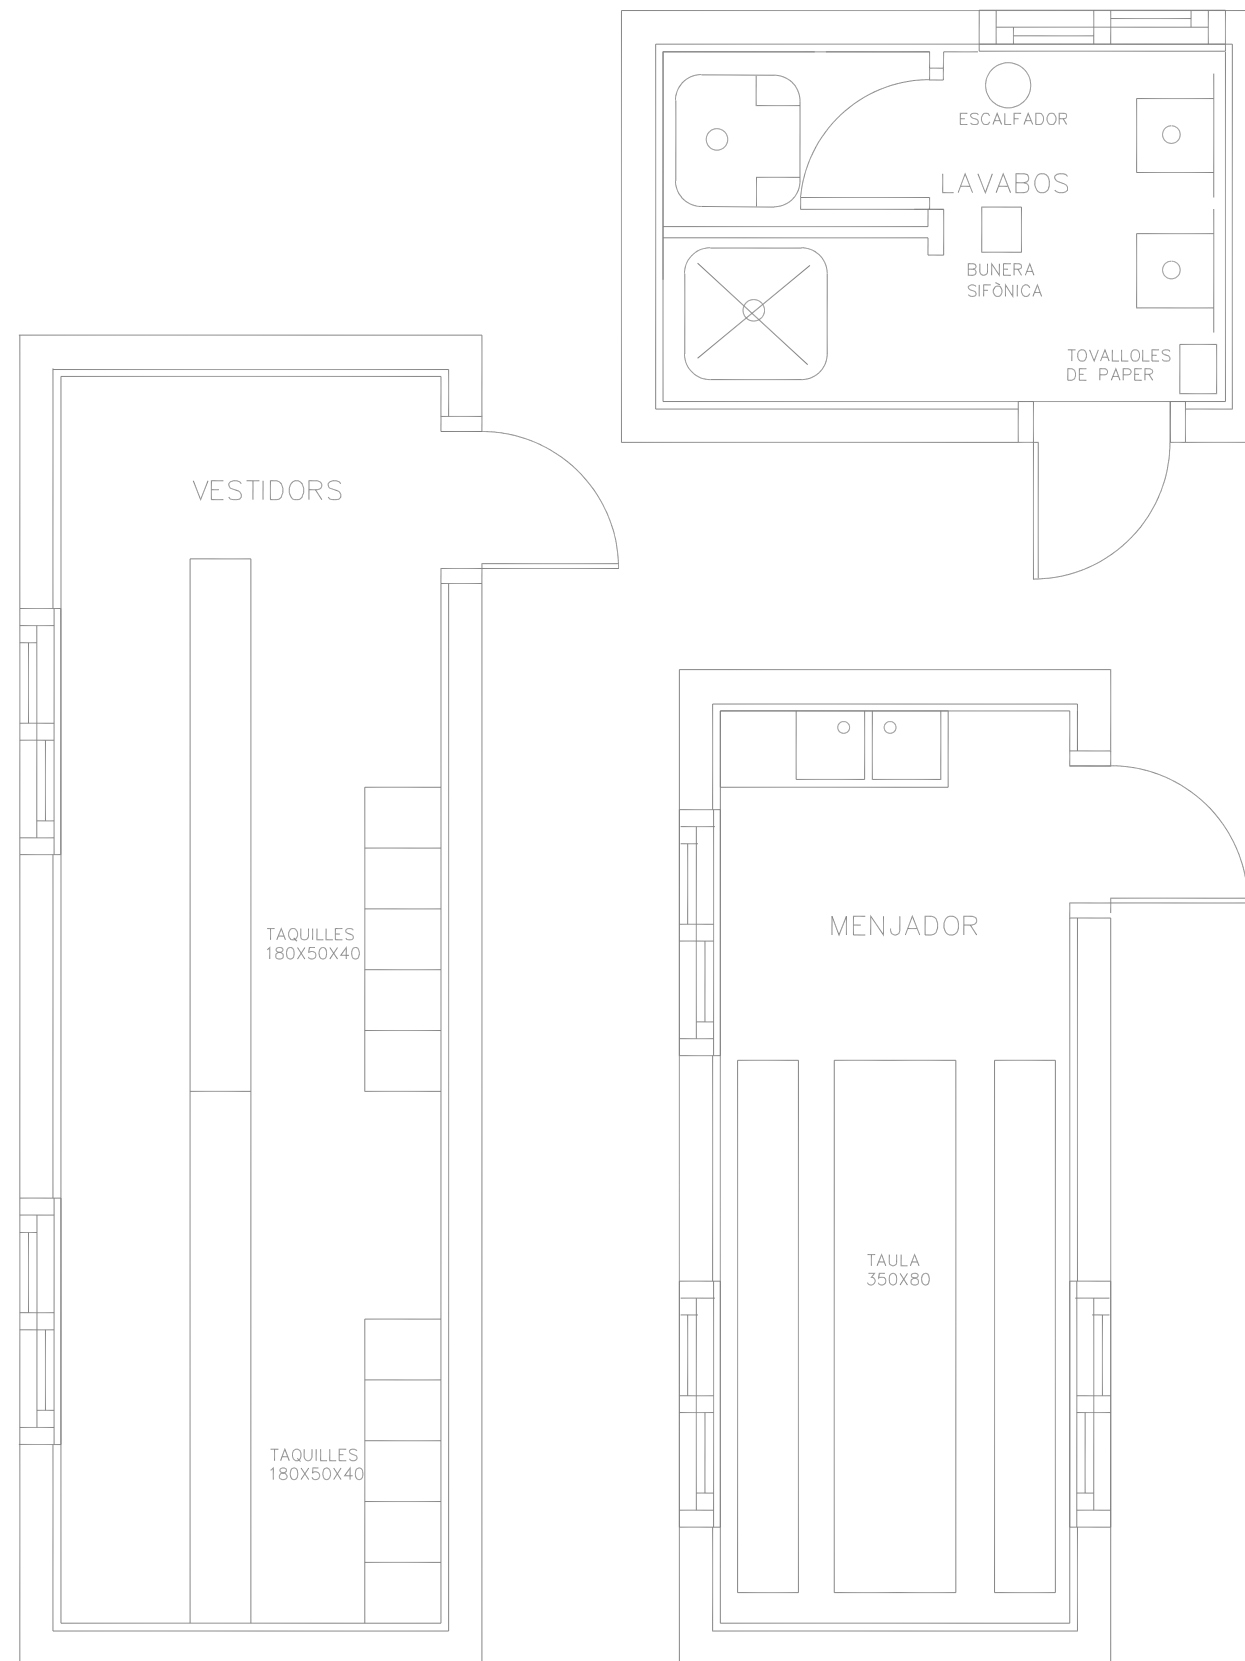 ESCALFADOR
LAVABOS
BUNERA
SIFÒNICA
TOVALLOLES
DE PAPER
VESTIDORS
TAQUILLES
180X50X40
TAQUILLES
180X50X40
MENJADOR
TAULA
350X80